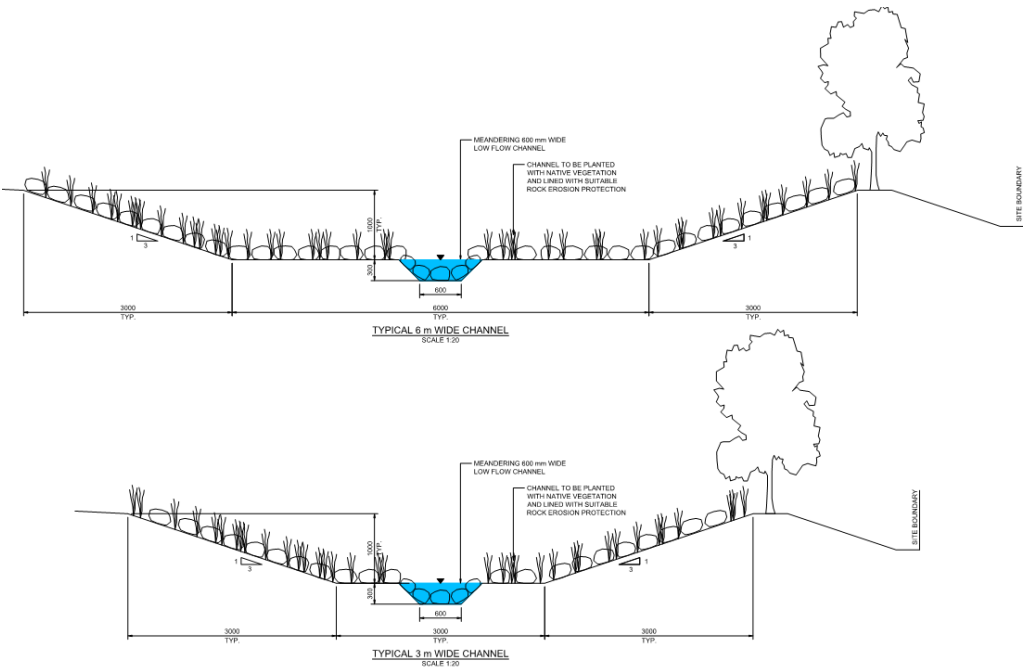 MEANDERING 600 mm WIDE
LOW FLOW CHANNEL
CHANNEL TO BE PLANTED
WITH NATIVE VEGETATION
AND LINED WITH SUITABLE
ROCK EROSION PROTECTION
SITE BOUNDARY
1000
TYP.
1
3
1
3
300
600
3000
TYP.
6000
TYP.
3000
TYP.
TYPICAL 6 m WIDE CHANNEL
SCALE 1:20
MEANDERING 600 mm WIDE
LOW FLOW CHANNEL
CHANNEL TO BE PLANTED
WITH NATIVE VEGETATION
AND LINED WITH SUITABLE
ROCK EROSION PROTECTION
SITE BOUNDARY
1000
TYP.
1
3
1
3
300
600
3000
TYP.
3000
TYP.
3000
TYP.
TYPICAL 3 m WIDE CHANNEL
SCALE 1:20